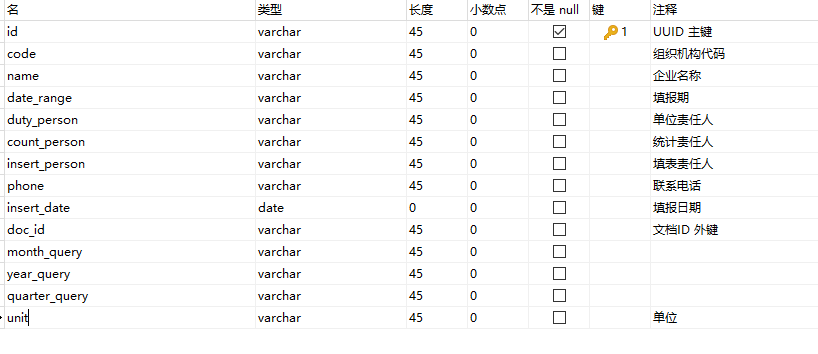 名 类型 长度 小数点 不是 null 键 注释
id varchar 45 0 1 UUID 主键
code varchar 45 0 组织机构代码
name varchar 45 0 企业名称
date_range varchar 45 0 填报期
duty_person varchar 45 0 单位责任人
count_person varchar 45 0 统计责任人
insert_person varchar 45 0 填表责任人
phone varchar 45 0 联系电话
insert_date date 0 0 填报日期
doc_id varchar 45 0 文档ID 外键
month_query varchar 45 0
year_query varchar 45 0
quarter_query varchar 45 0
unit varchar 45 0 单位